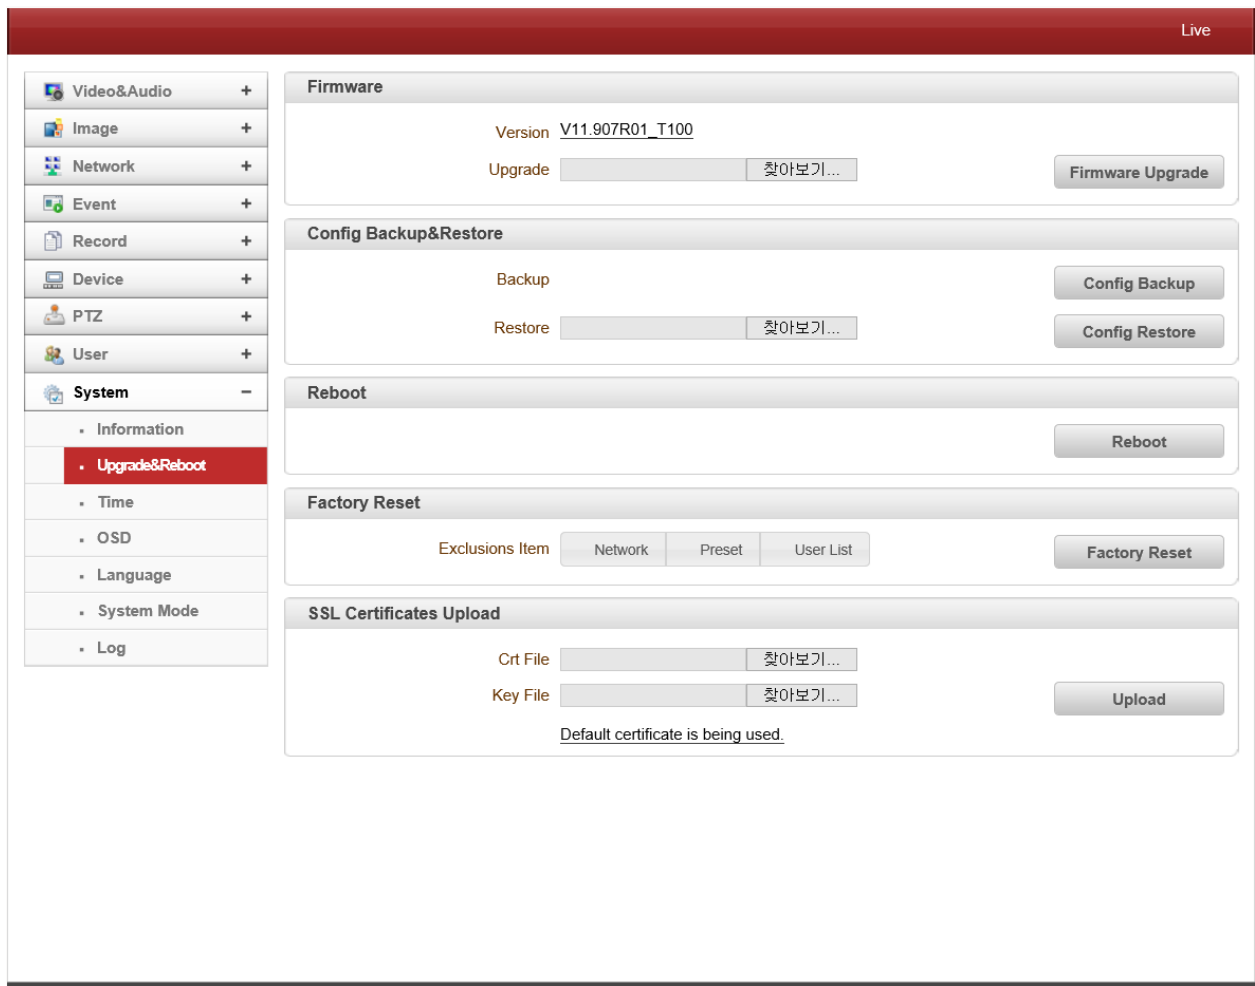 Live
Video&Audio +
Image +
Network +
Event +
Record +
Device +
PTZ +
User +
System −
Information
Upgrade&Reboot
Time
OSD
Language
System Mode
Log
Firmware
Version V11.907R01_T100
Upgrade 찾아보기... Firmware Upgrade
Config Backup&Restore
Backup Config Backup
Restore 찾아보기... Config Restore
Reboot
Reboot
Factory Reset
Exclusions Item Network Preset User List Factory Reset
SSL Certificates Upload
Crt File 찾아보기...
Key File 찾아보기... Upload
Default certificate is being used.